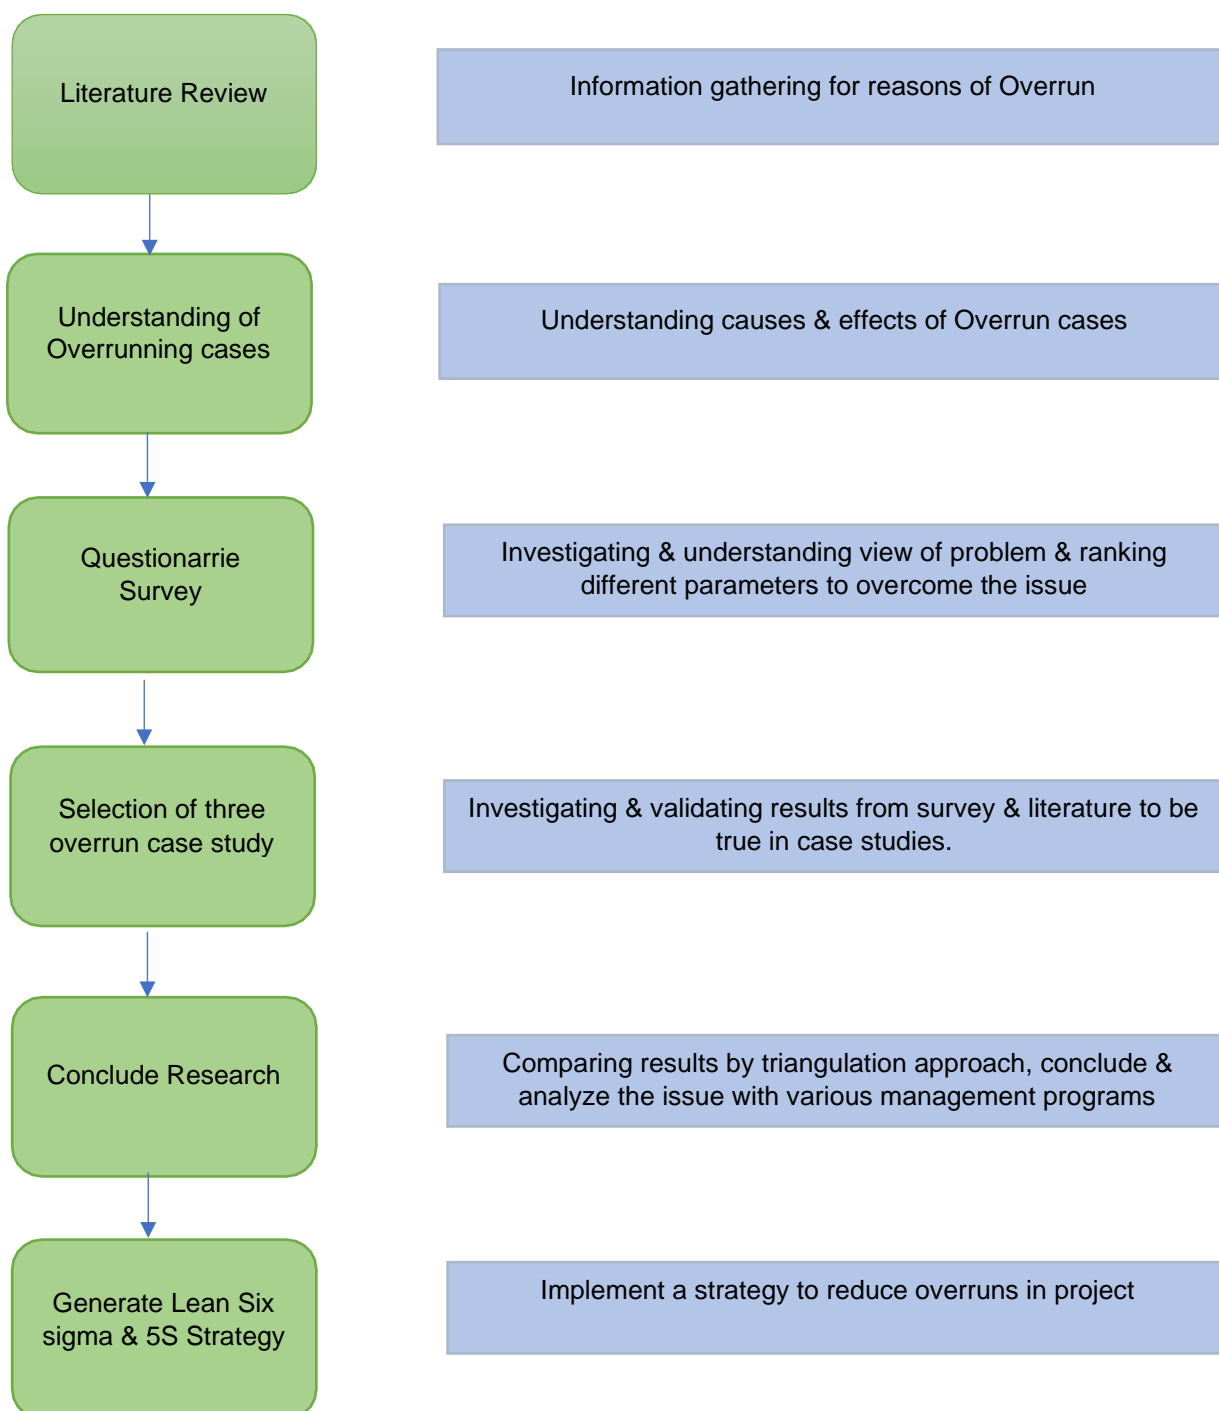 Literature Review
Information gathering for reasons of Overrun
Understanding of
Overrunning cases
Understanding causes & effects of Overrun cases
Questionarrie
Survey
Investigating & understanding view of problem & ranking
different parameters to overcome the issue
Selection of three
overrun case study
Investigating & validating results from survey & literature to be
true in case studies.
Conclude Research
Comparing results by triangulation approach, conclude &
analyze the issue with various management programs
Generate Lean Six
sigma & 5S Strategy
Implement a strategy to reduce overruns in project